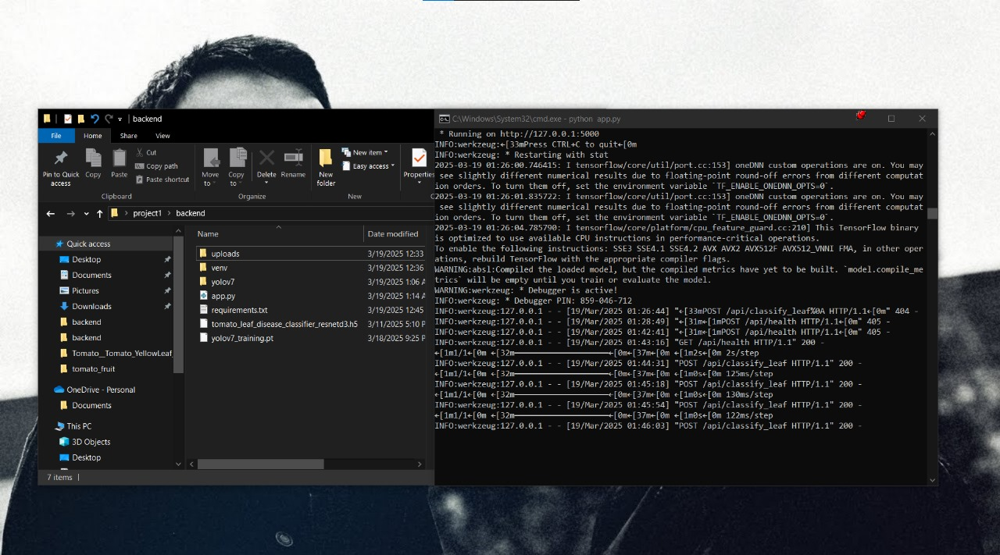 backend
File
Home
Share
View
Pin to Quick
access
Copy
Paste
Cut
Copy path
Paste shortcut
Clipboard
Move
to
Copy
to
Delete
Rename
Organize
New
folder
New item
Easy access
New
Properties
project1 > backend
Quick access
Desktop
Documents
Pictures
Downloads
backend
backend
Tomato__Tomato_YellowLeaf_
tomato_fruit
OneDrive - Personal
Documents
This PC
3D Objects
Desktop
Name Date modified
uploads 3/19/2025 12:33
venv 3/19/2025 12:36
yolov7 3/19/2025 1:06 A
app.py 3/19/2025 1:14 A
requirements.txt 3/19/2025 12:45
tomato_leaf_disease_classifier_resnetd3.h5 3/11/2025 5:10 P
yolov7_training.pt 3/18/2025 9:25 P
7 items
C:\Windows\System32\cmd.exe - python app.py
* Running on http://127.0.0.1:5000
INFO:werkzeug:←[33mPress CTRL+C to quit←[0m
INFO:werkzeug: * Restarting with stat
2025-03-19 01:26:00.746415: I tensorflow/core/util/port.cc:153] oneDNN custom operations are on. You may
see slightly different numerical results due to floating-point round-off errors from different computat
ion orders. To turn them off, set the environment variable `TF_ENABLE_ONEDNN_OPTS=0`.
2025-03-19 01:26:01.835722: I tensorflow/core/util/port.cc:153] oneDNN custom operations are on. You may
see slightly different numerical results due to floating-point round-off errors from different computat
ion orders. To turn them off, set the environment variable `TF_ENABLE_ONEDNN_OPTS=0`.
2025-03-19 01:26:04.785790: I tensorflow/core/platform/cpu_feature_guard.cc:210] This TensorFlow binary
is optimized to use available CPU instructions in performance-critical operations.
To enable the following instructions: SSE3 SSE4.1 SSE4.2 AVX AVX2 AVX512F AVX512_VNNI FMA, in other oper
ations, rebuild TensorFlow with the appropriate compiler flags.
WARNING:absl:Compiled the loaded model, but the compiled metrics have yet to be built. `model.compile_me
trics` will be empty until you train or evaluate the model.
WARNING:werkzeug: * Debugger is active!
INFO:werkzeug: * Debugger PIN: 859-046-712
INFO:werkzeug:127.0.0.1 - - [19/Mar/2025 01:26:44] "←[33mPOST /api/classify_leaf%0A HTTP/1.1←[0m" 404 -
INFO:werkzeug:127.0.0.1 - - [19/Mar/2025 01:28:49] "←[31m←[1mPOST /api/health HTTP/1.1←[0m" 405 -
INFO:werkzeug:127.0.0.1 - - [19/Mar/2025 01:42:41] "←[31m←[1mPOST /api/health HTTP/1.1←[0m" 405 -
INFO:werkzeug:127.0.0.1 - - [19/Mar/2025 01:43:16] "GET /api/health HTTP/1.1" 200 -
←[1m1/1←[0m ←[32m━━━━━━━━━━━━━━━━━━━━←[0m←[37m←[0m ←[1m2s←[0m 2s/step
INFO:werkzeug:127.0.0.1 - - [19/Mar/2025 01:44:31] "POST /api/classify_leaf HTTP/1.1" 200 -
←[1m1/1←[0m ←[32m━━━━━━━━━━━━━━━━━━━━←[0m←[37m←[0m ←[1m0s←[0m 125ms/step
INFO:werkzeug:127.0.0.1 - - [19/Mar/2025 01:45:18] "POST /api/classify_leaf HTTP/1.1" 200 -
←[1m1/1←[0m ←[32m━━━━━━━━━━━━━━━━━━━━←[0m←[37m←[0m ←[1m0s←[0m 130ms/step
INFO:werkzeug:127.0.0.1 - - [19/Mar/2025 01:45:54] "POST /api/classify_leaf HTTP/1.1" 200 -
←[1m1/1←[0m ←[32m━━━━━━━━━━━━━━━━━━━━←[0m←[37m←[0m ←[1m0s←[0m 122ms/step
INFO:werkzeug:127.0.0.1 - - [19/Mar/2025 01:46:03] "POST /api/classify_leaf HTTP/1.1" 200 -